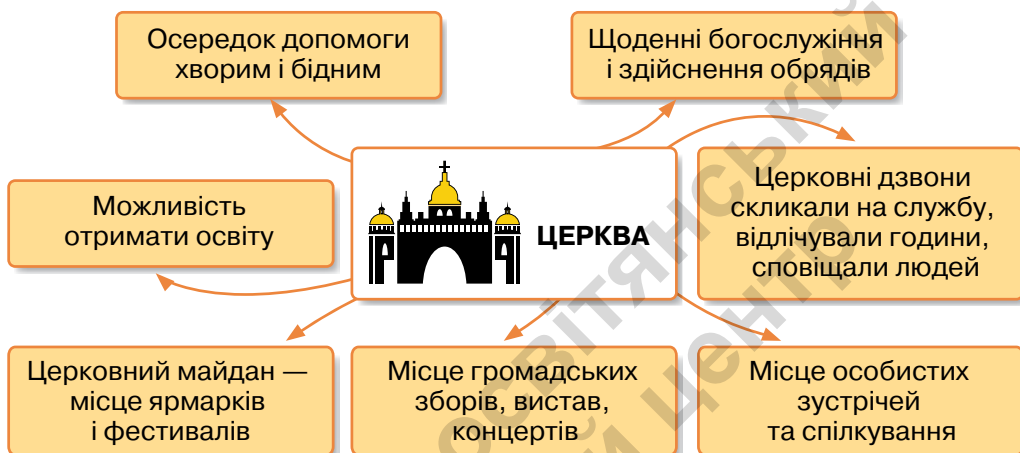 Осередок допомоги
хворим і бідним
Щоденні богослужіння
і здійснення обрядів
Можливість
отримати освіту
ЦЕРКВА
Церковні дзвони
скликали на службу,
відлічували години,
сповіщали людей
Церковний майдан —
місце ярмарків
і фестивалів
Місце громадських
зборів, вистав,
концертів
Місце особистих
зустрічей
та спілкування